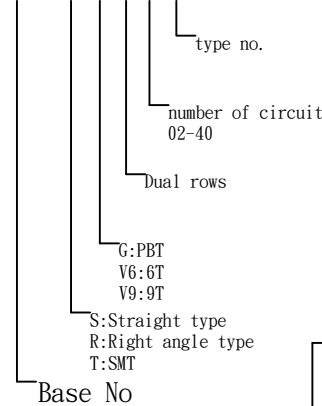 type no.
number of circuit
02-40
Dual rows
G:PBT
V6:6T
V9:9T
S:Straight type
R:Right angle type
T:SMT
Base No